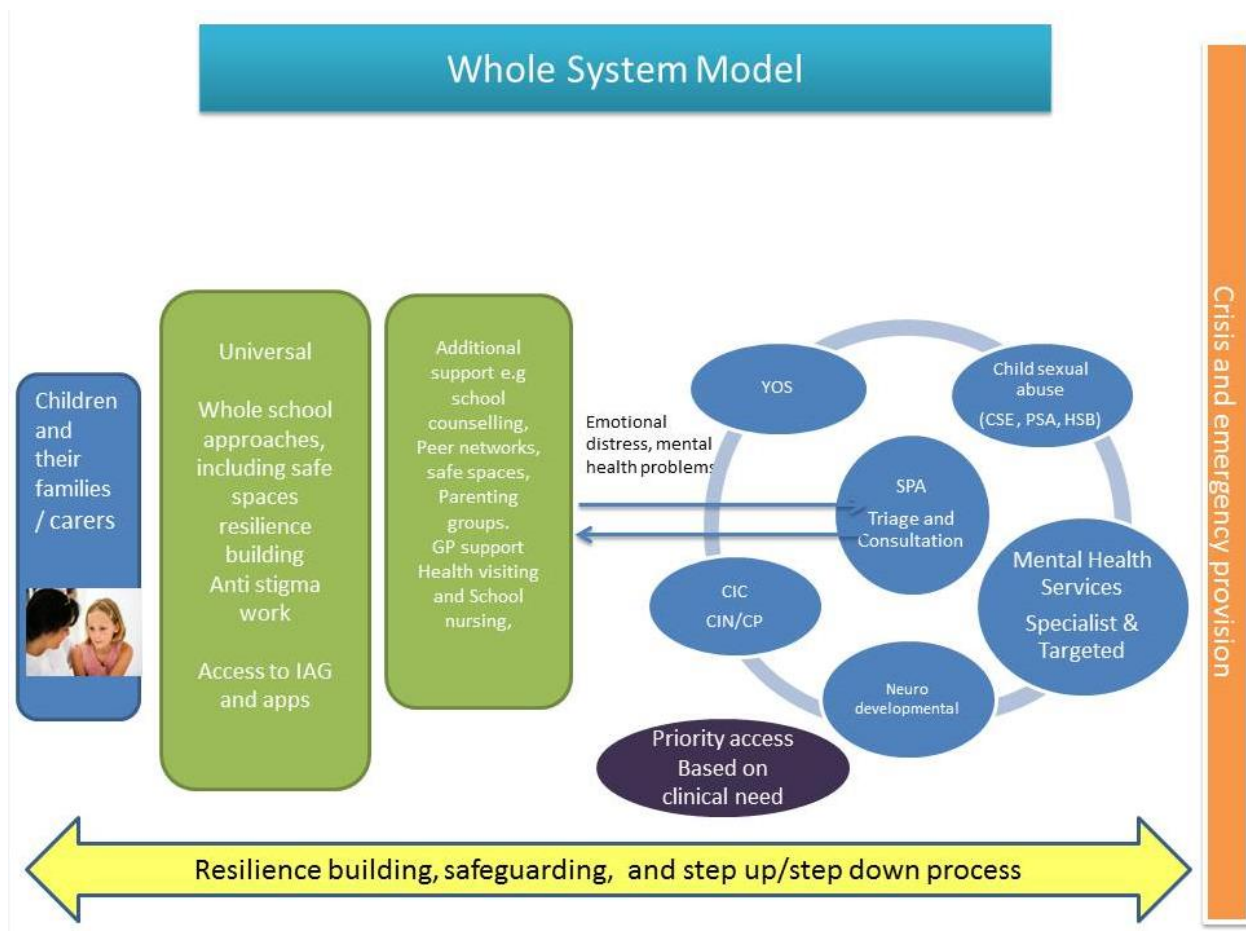 Whole System Model
Children
and
their
families
/ carers
Universal
Whole school
approaches,
including safe
spaces
resilience
building
Anti stigma
work
Access to IAG
and apps
Additional
support e.g
school
counselling,
Peer networks,
safe spaces,
Parenting
groups.
GP support
Health visiting
and School
nursing,
Emotional
distress, mental
health problems
YOS
Child sexual
abuse
(CSE , PSA, HSB)
SPA
Triage and
Consultation
Mental Health
Services
Specialist &
Targeted
CIC
CIN/CP
Neuro
developmental
Priority access
Based on
clinical need
Crisis and emergency provision
Resilience building, safeguarding, and step up/step down process